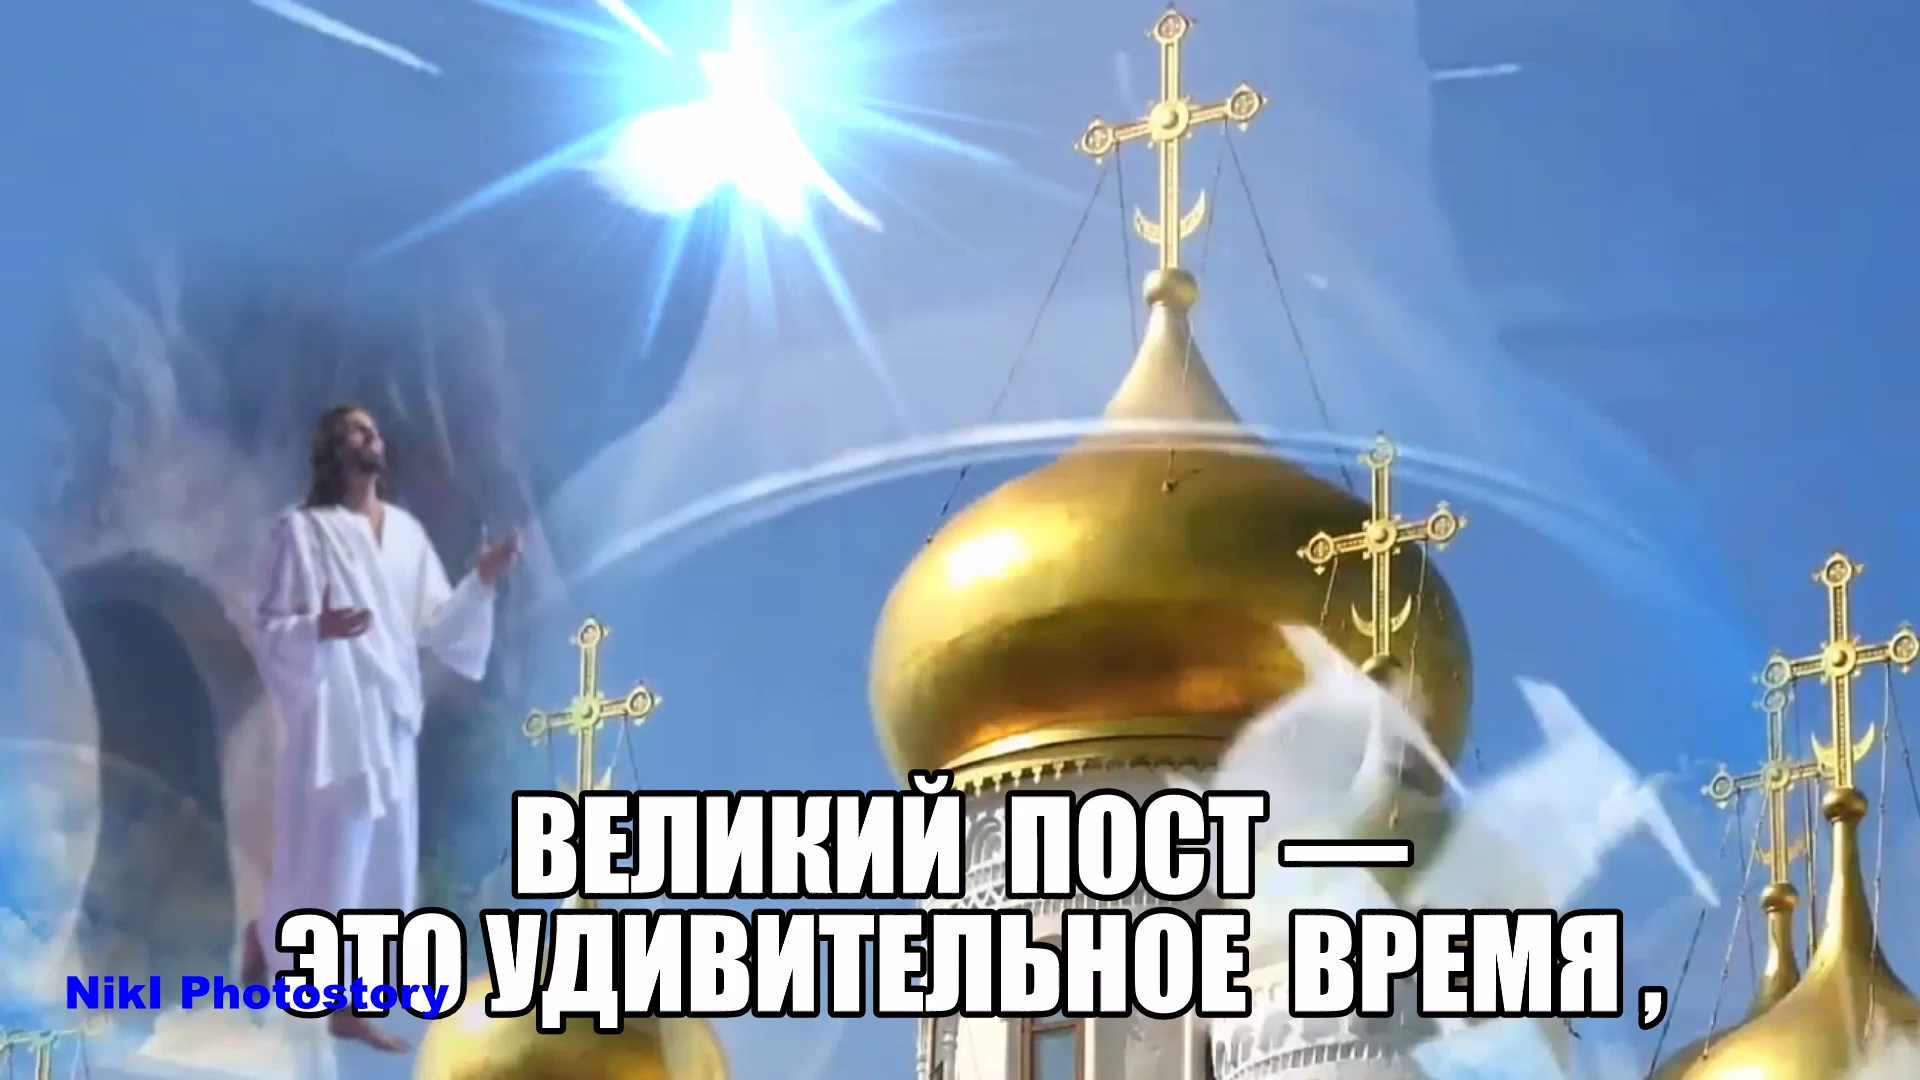 ВЕЛИКИЙ ПОСТ —
ЭТО УДИВИТЕЛЬНОЕ ВРЕМЯ ,
Nikl Photostory